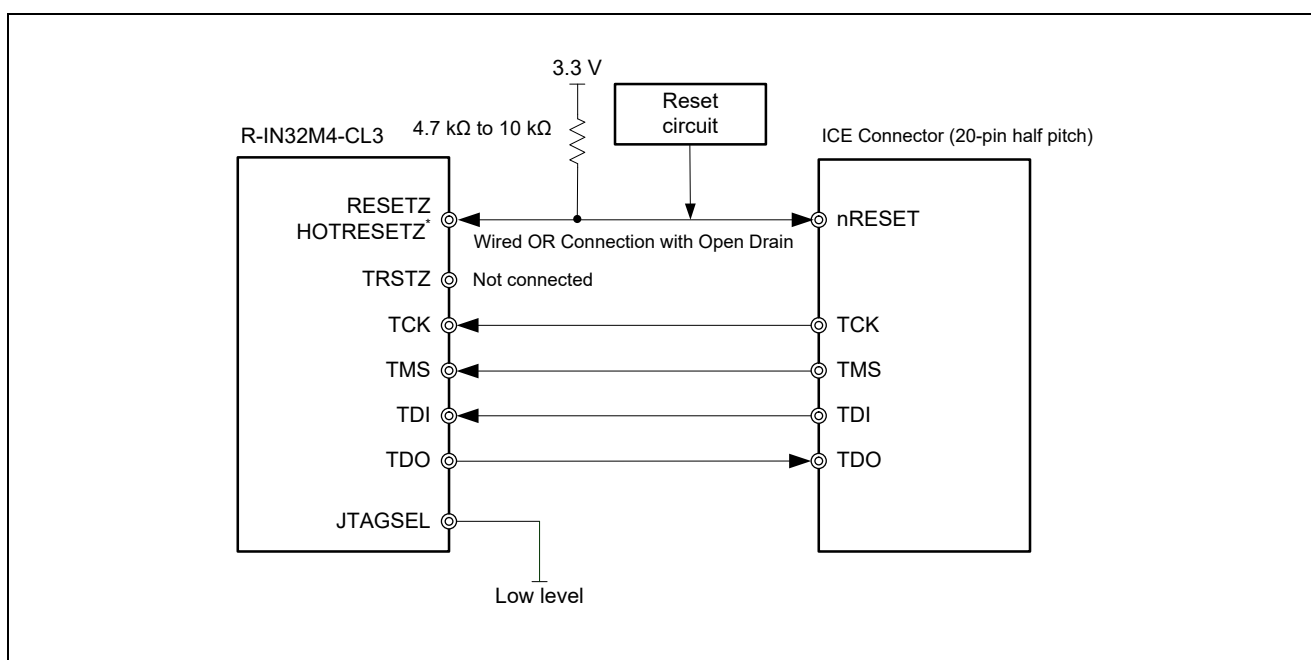 3.3 V
Reset
circuit
4.7 kΩ to 10 kΩ
R-IN32M4-CL3
ICE Connector (20-pin half pitch)
RESETZ
HOTRESETZ*
nRESET
Wired OR Connection with Open Drain
TRSTZ
Not connected
TCK
TCK
TMS
TMS
TDI
TDI
TDO
TDO
JTAGSEL
Low level